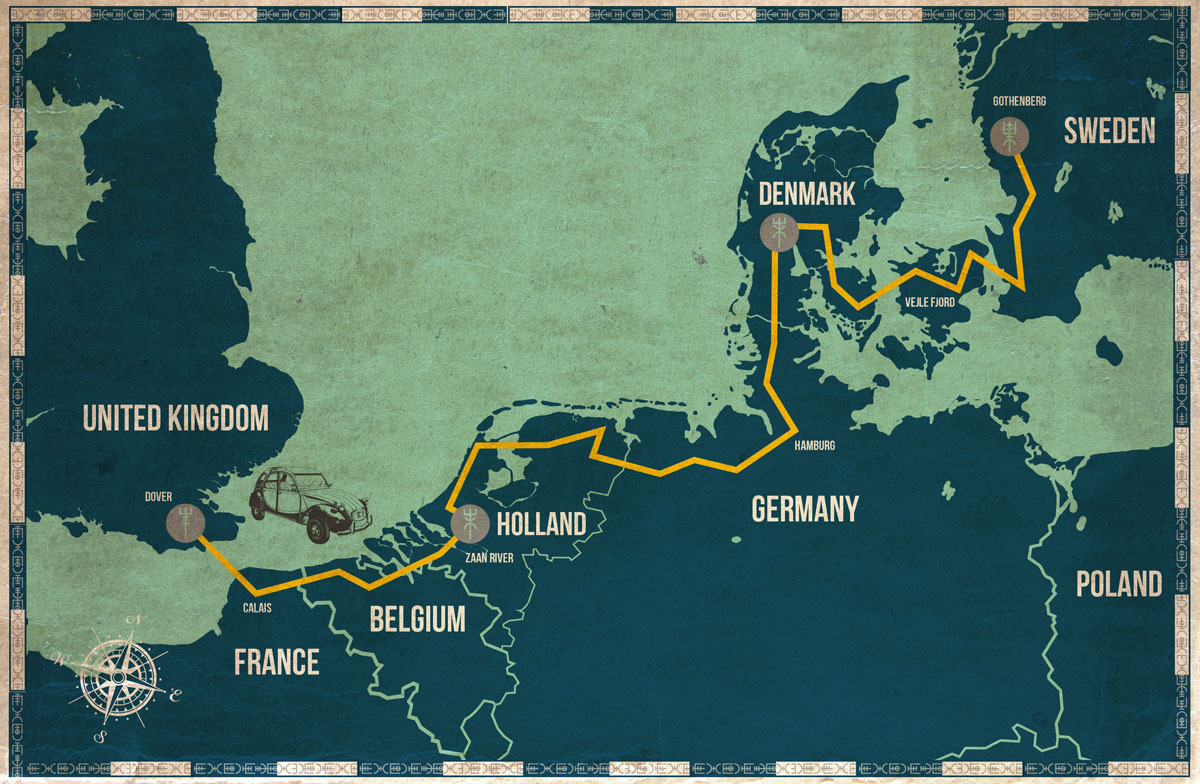 GOTHENBERG
SWEDEN
DENMARK
VEJLE FJORD
UNITED KINGDOM
HAMBURG
DOVER
GERMANY
HOLLAND
ZAAN RIVER
POLAND
CALAIS
BELGIUM
FRANCE
N
W
E
S